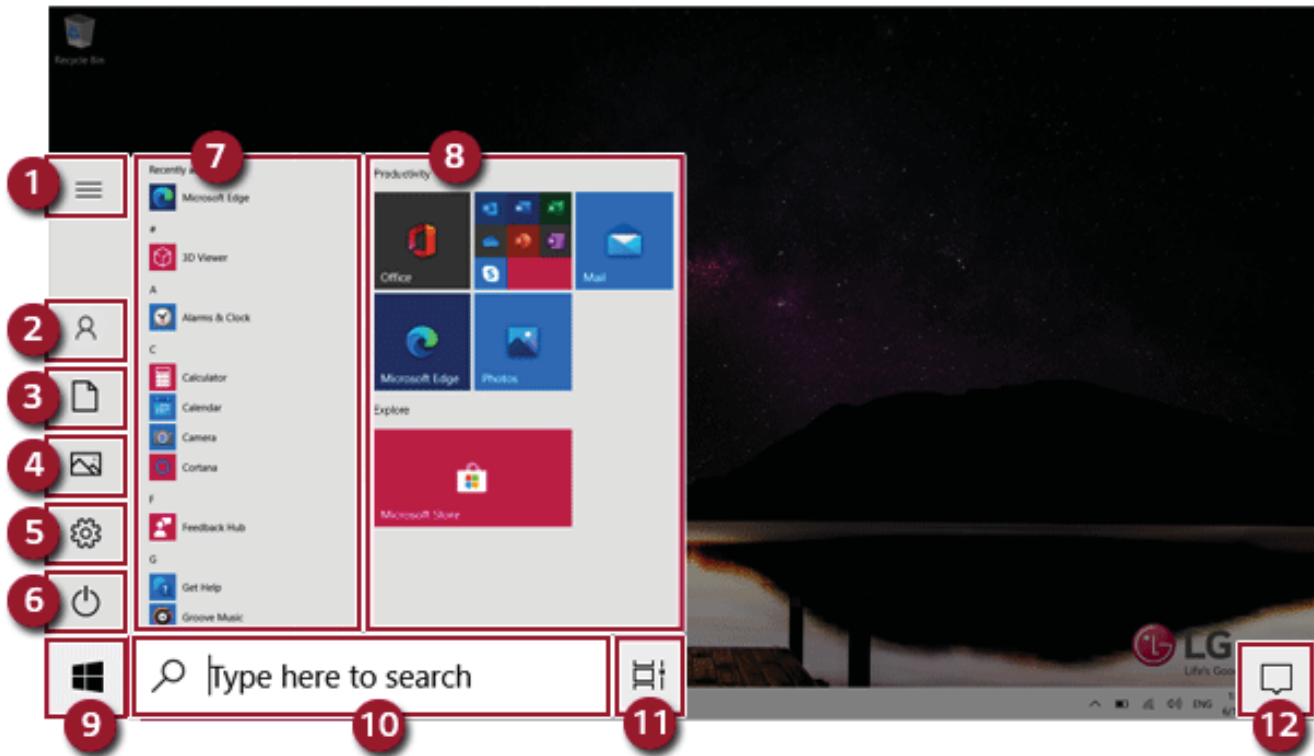 Recycle Bin
1
2
3
4
5
6
7
Recently a
Microsoft Edge
#
3D Viewer
A
Alarms & Clock
C
Calculator
Calendar
Camera
Cortana
F
Feedback Hub
G
Get Help
Groove Music
8
Productivity
Office
Mail
Microsoft Edge
Photos
Explore
Microsoft Store
LG
Life's Good
9
Type here to search
10
11
ENG
12